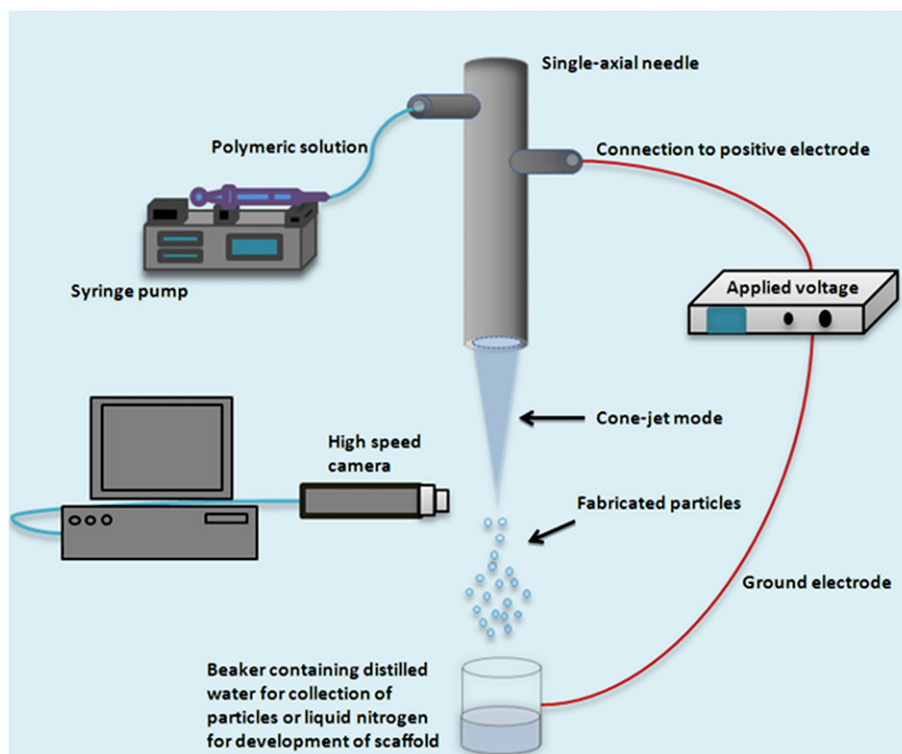 Single-axial needle
Polymeric solution
Connection to positive electrode
Syringe pump
Applied voltage
Cone-jet mode
High speed
camera
Fabricated particles
Ground electrode
Beaker containing distilled
water for collection of
particles or liquid nitrogen
for development of scaffold